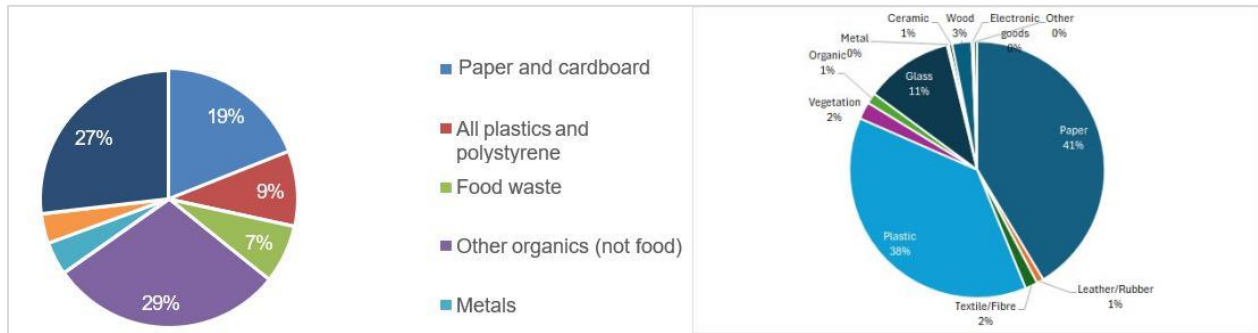 19%
9%
7%
29%
27%
Paper and cardboard
All plastics and
polystyrene
Food waste
Other organics (not food)
Metals
Ceramic
1%
Wood
3%
Electronic
goods
0%
Other
0%
Metal
0%
Organic
1%
Glass
11%
Vegetation
2%
Paper
41%
Plastic
38%
Textile/Fibre
2%
Leather/Rubber
1%